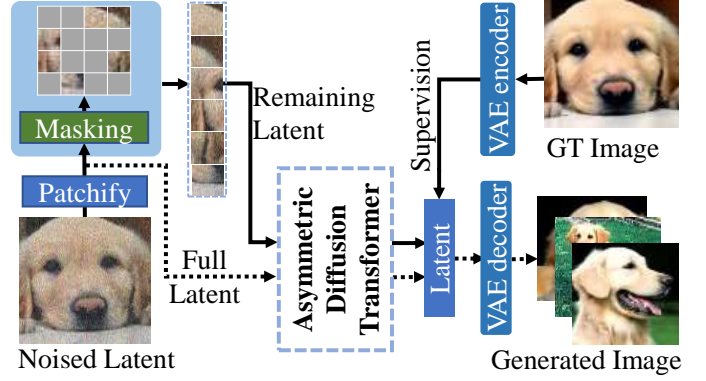 Masking
Patchify
Noised Latent
Remaining
Latent
Full
Latent
Asymmetric
Diffusion
Transformer
Supervision
Latent
VAE encoder
GT Image
VAE decoder
Generated Image